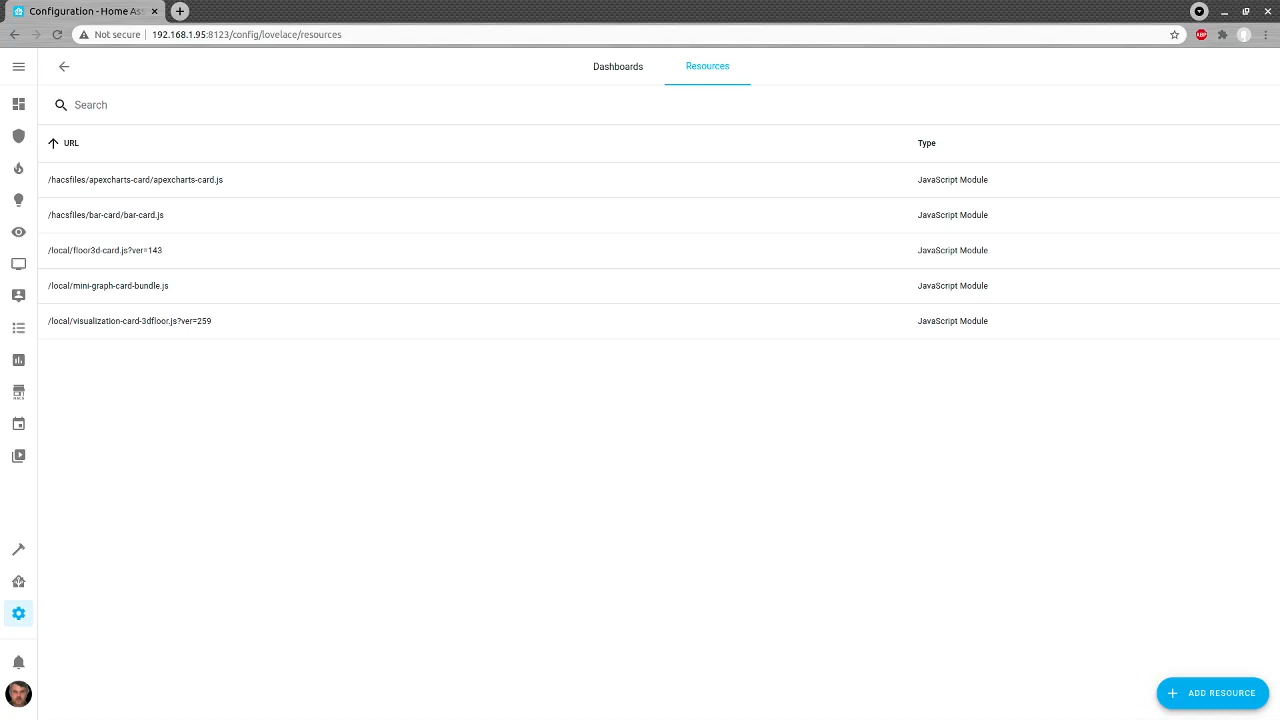 Configuration - Home Ass
Not secure
192.168.1.95:8123/config/lovelace/resources
ABP
Dashboards
Resources
Search
URL
Type
/hacsfiles/apexcharts-card/apexcharts-card.js
JavaScript Module
/hacsfiles/bar-card/bar-card.js
JavaScript Module
/local/floor3d-card.js?ver=143
JavaScript Module
/local/mini-graph-card-bundle.js
JavaScript Module
/local/visualization-card-3dfloor.js?ver=259
JavaScript Module
HACS
ADD RESOURCE